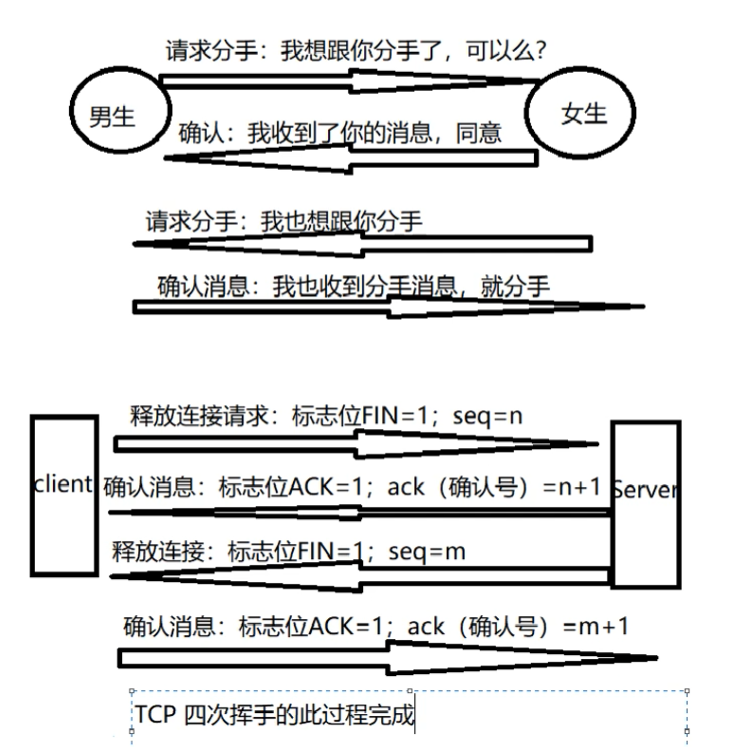 请求分手：我想跟你分手了，可以么？
男生
女生
确认：我收到了你的消息，同意
请求分手：我也想跟你分手
确认消息：我也收到分手消息，就分手
释放连接请求：标志位FIN=1；seq=n
client
确认消息：标志位ACK=1；ack（确认号）=n+1
Server
释放连接：标志位FIN=1；seq=m
确认消息：标志位ACK=1；ack（确认号）=m+1
TCP 四次挥手的此过程完成